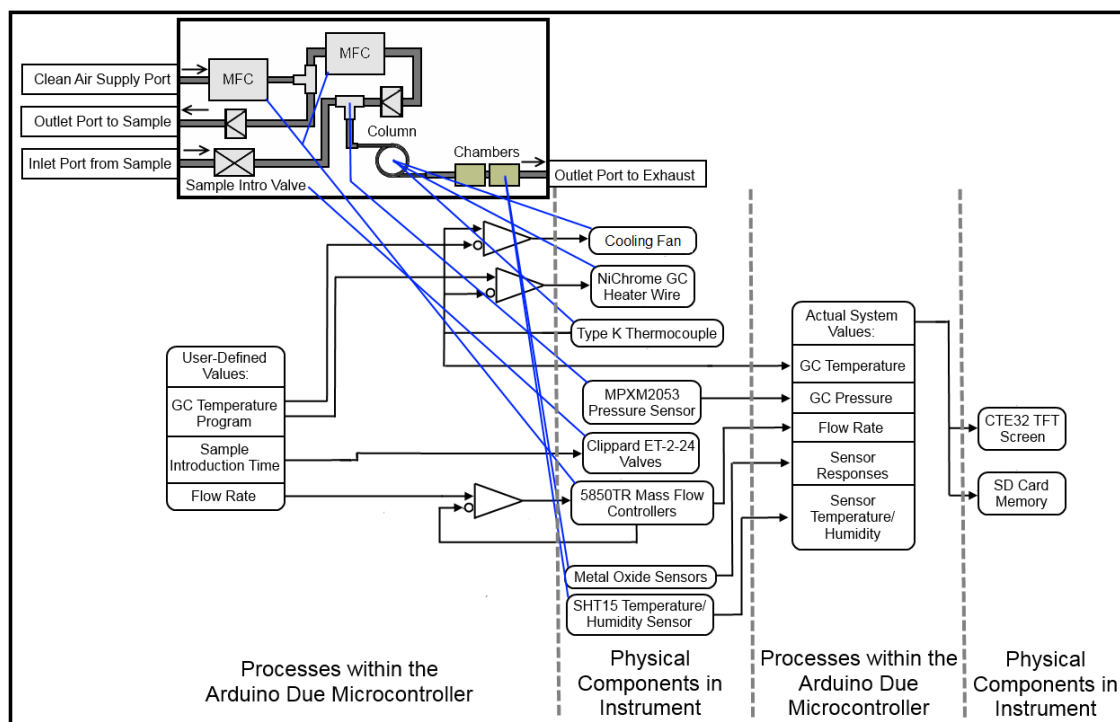 MFC
MFC
Clean Air Supply Port
Outlet Port to Sample
Inlet Port from Sample
Sample Intro Valve
Column
Chambers
Outlet Port to Exhaust
Cooling Fan
NiChrome GC
Heater Wire
Type K Thermocouple
MPXM2053
Pressure Sensor
Clippard ET-2-24
Valves
5850TR Mass Flow
Controllers
Metal Oxide Sensors
SHT15 Temperature/
Humidity Sensor
User-Defined
Values:
GC Temperature
Program
Sample
Introduction Time
Flow Rate
Actual System
Values:
GC Temperature
GC Pressure
Flow Rate
Sensor
Responses
Sensor
Temperature/
Humidity
CTE32 TFT
Screen
SD Card
Memory
Processes within the
Arduino Due Microcontroller
Physical
Components in
Instrument
Processes within the
Arduino Due
Microcontroller
Physical
Components in
Instrument